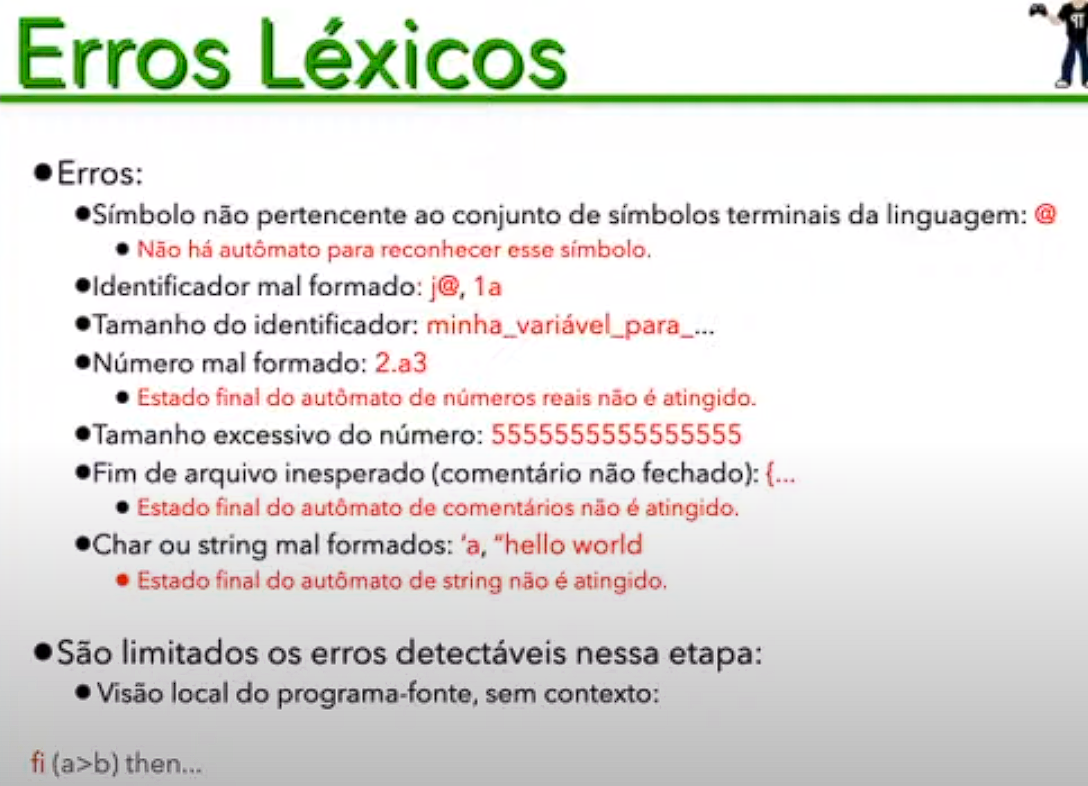 Erros Léxicos
●Erros:
●Símbolo não pertencente ao conjunto de símbolos terminais da linguagem: @
● Não há autômato para reconhecer esse símbolo.
●Identificador mal formado: j@, 1a
●Tamanho do identificador: minha_variável_para_...
●Número mal formado: 2.a3
● Estado final do autômato de números reais não é atingido.
●Tamanho excessivo do número: 5555555555555555
●Fim de arquivo inesperado (comentário não fechado): {...
● Estado final do autômato de comentários não é atingido.
●Char ou string mal formados: ‘a, “hello world
● Estado final do autômato de string não é atingido.
●São limitados os erros detectáveis nessa etapa:
● Visão local do programa-fonte, sem contexto:
fi (a>b) then...